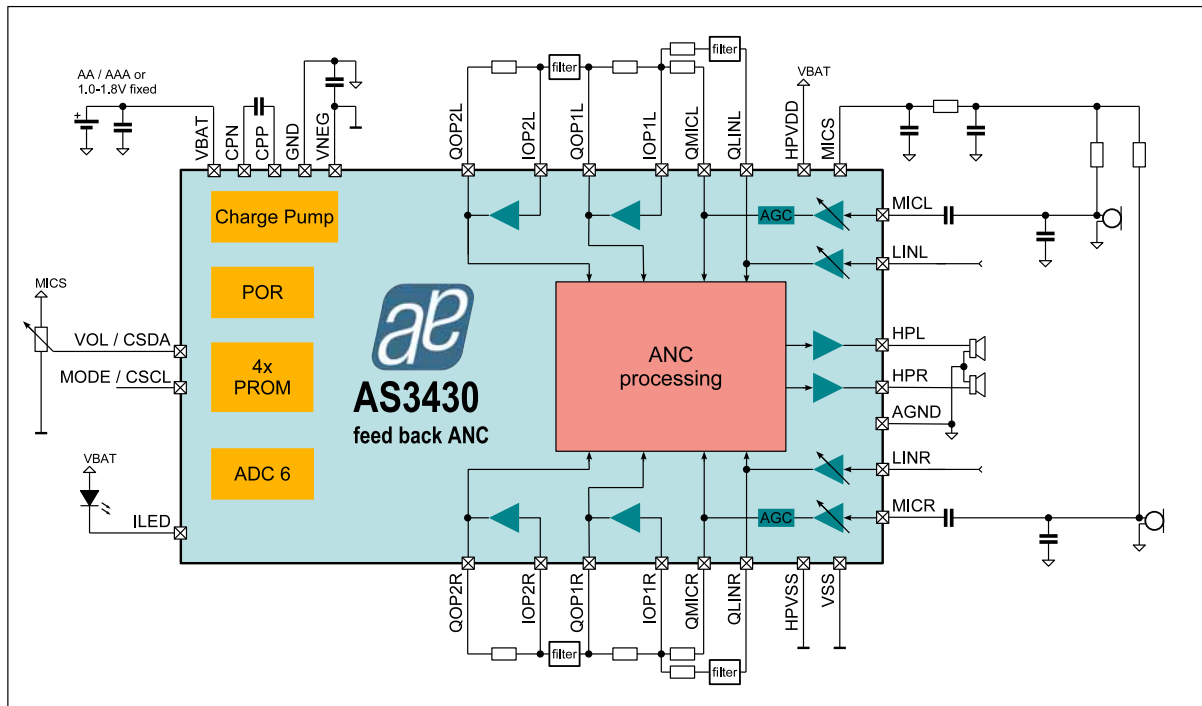 AA / AAA or
1.0-1.8V fixed
+
VBAT
CPN
CPP
GND
VNEG
QOP2L
IOP2L
QOP1L
IOP1L
QMICL
QLINL
HPVDD
MICS
filter
filter
VBAT
Charge Pump
POR
4x
PROM
ADC 6
MICS
VOL / CSDA
MODE / CSCL
VBAT
ILED
ae
AS3430
feed back ANC
ANC
processing
AGC
AGC
MICL
LINL
HPL
HPR
AGND
LINR
MICR
QOP2R
IOP2R
QOP1R
IOP1R
QMICR
QLINR
HPVSS
VSS
filter
filter